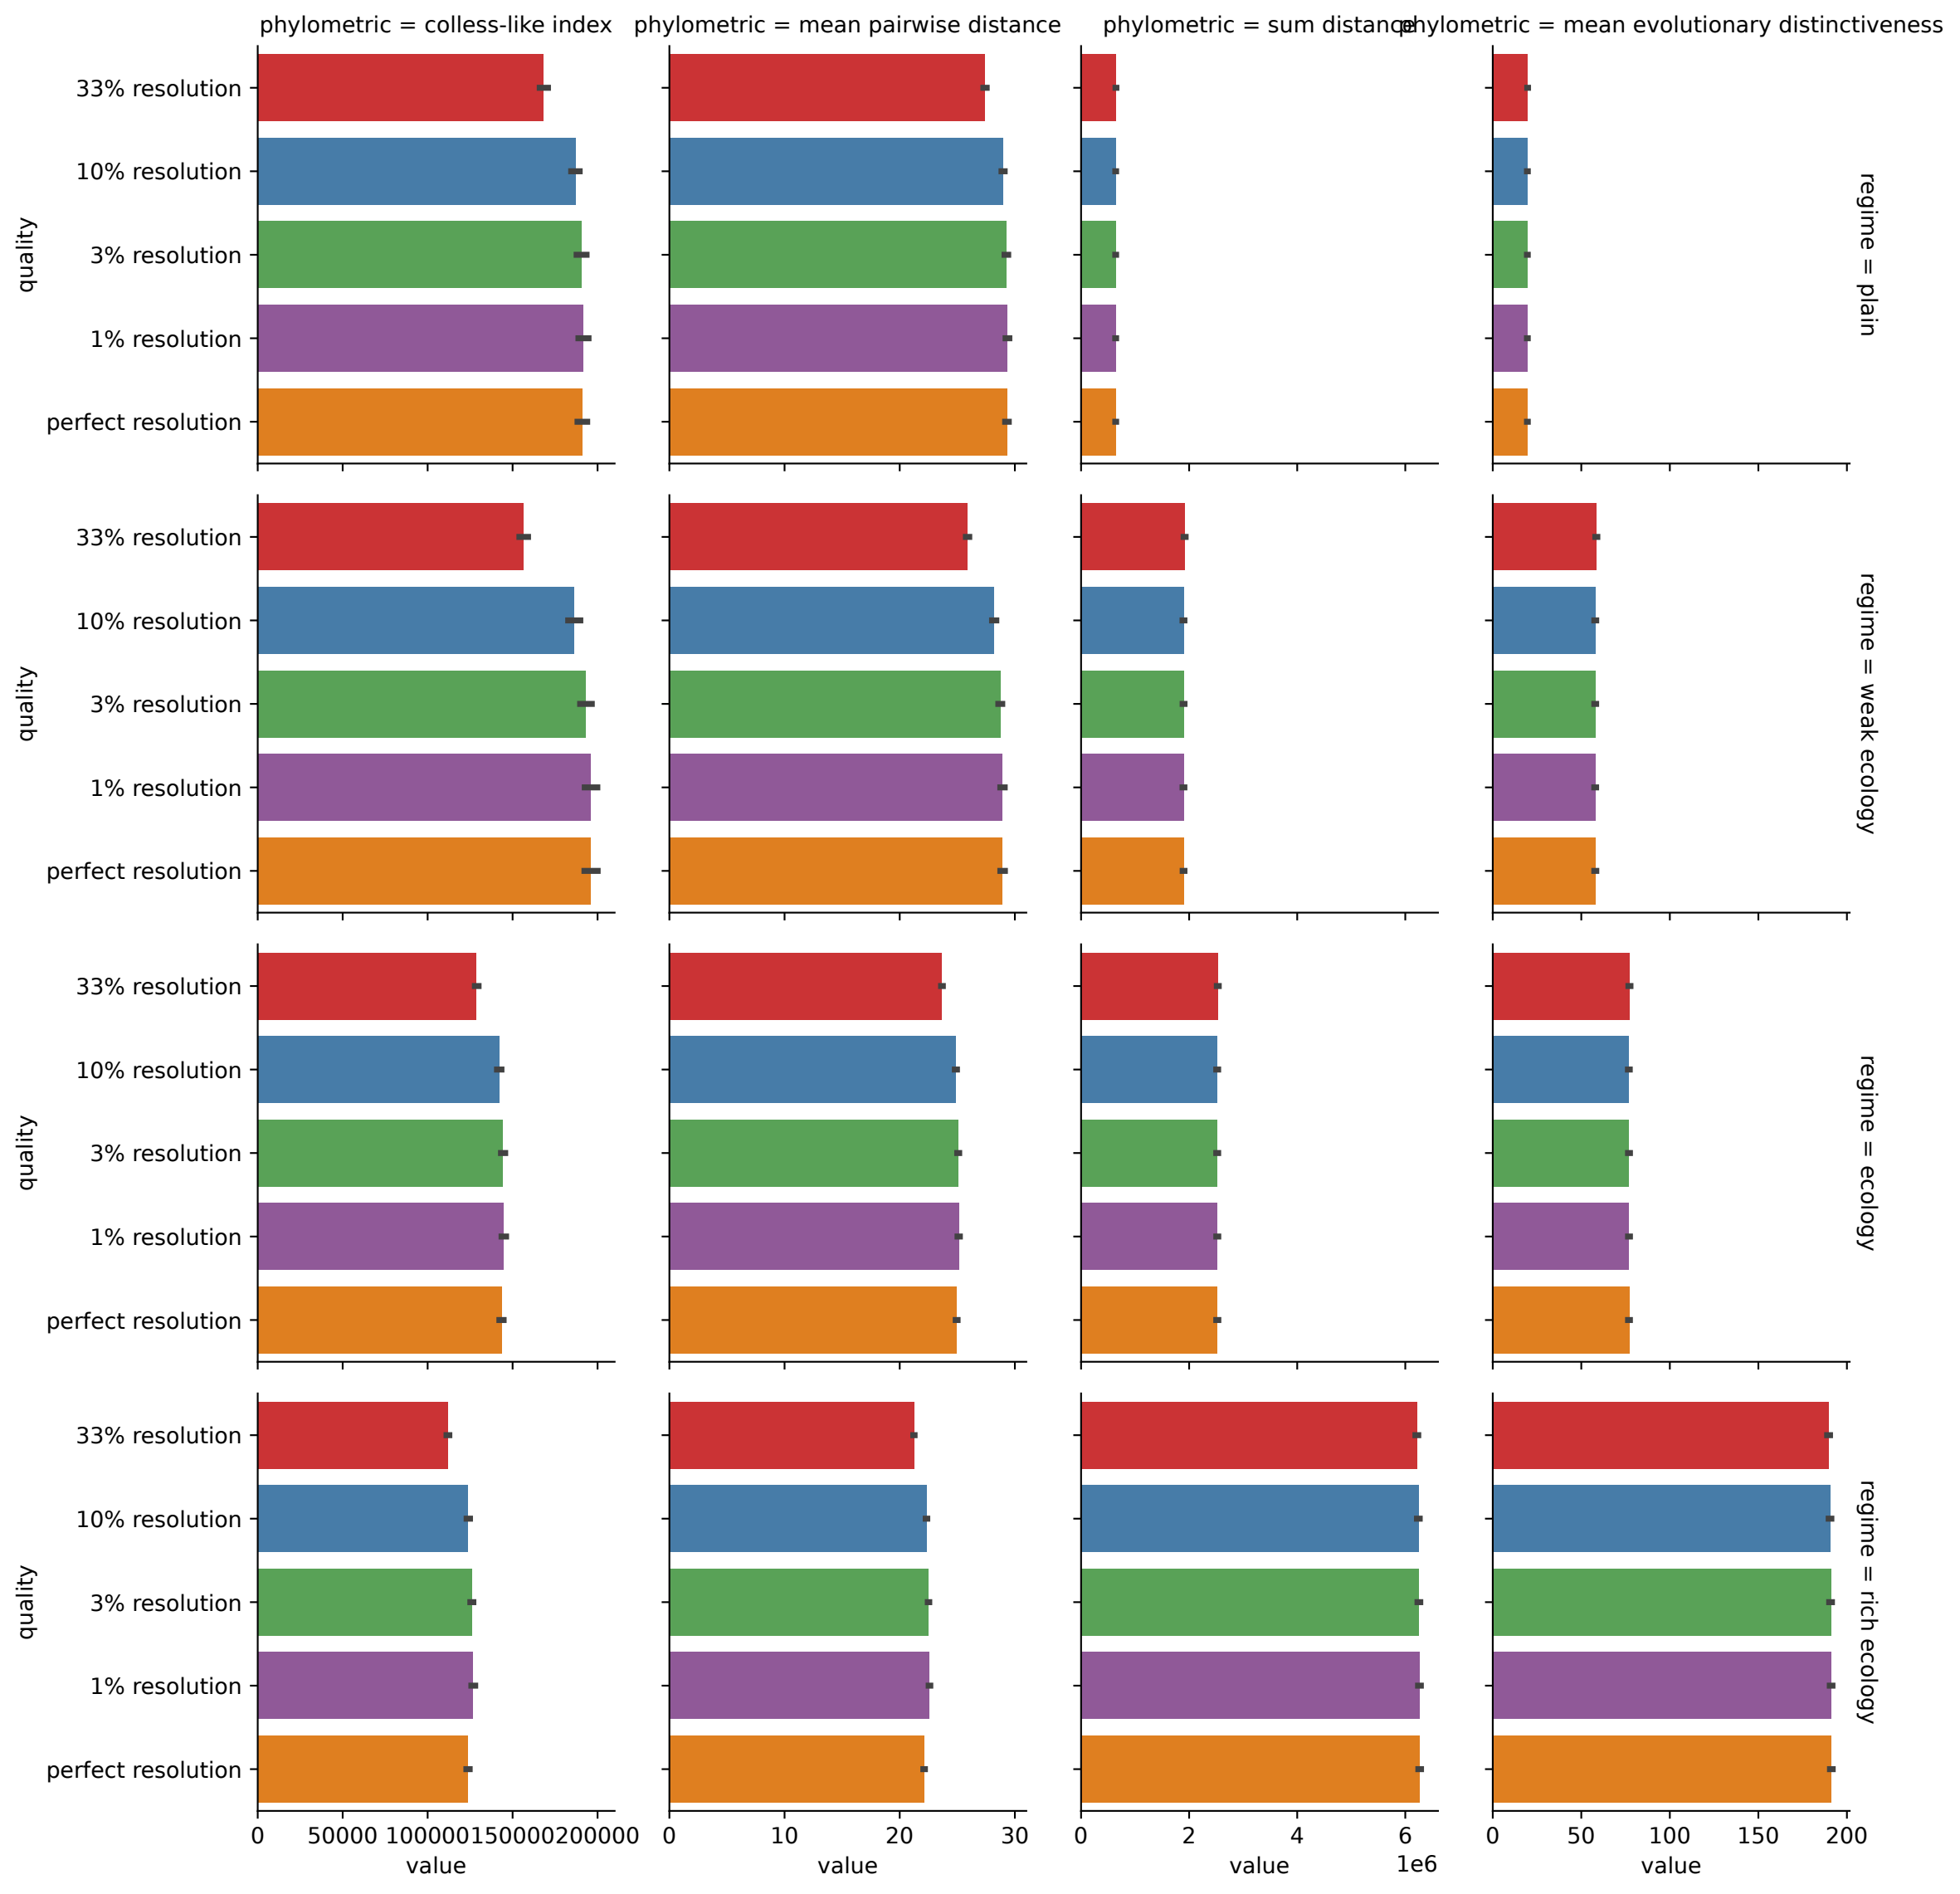 phylometric = colless-like index
phylometric = mean pairwise distance
phylometric = sum distance
phylometric = mean evolutionary distinctiveness
quality
33% resolution
10% resolution
3% resolution
1% resolution
perfect resolution
regime = plain
quality
33% resolution
10% resolution
3% resolution
1% resolution
perfect resolution
regime = weak ecology
quality
33% resolution
10% resolution
3% resolution
1% resolution
perfect resolution
regime = ecology
quality
33% resolution
10% resolution
3% resolution
1% resolution
perfect resolution
regime = rich ecology
0 50000 100000 150000 200000
value
0 10 20 30
value
0 2 4 6
1e6
value
0 50 100 150 200
value